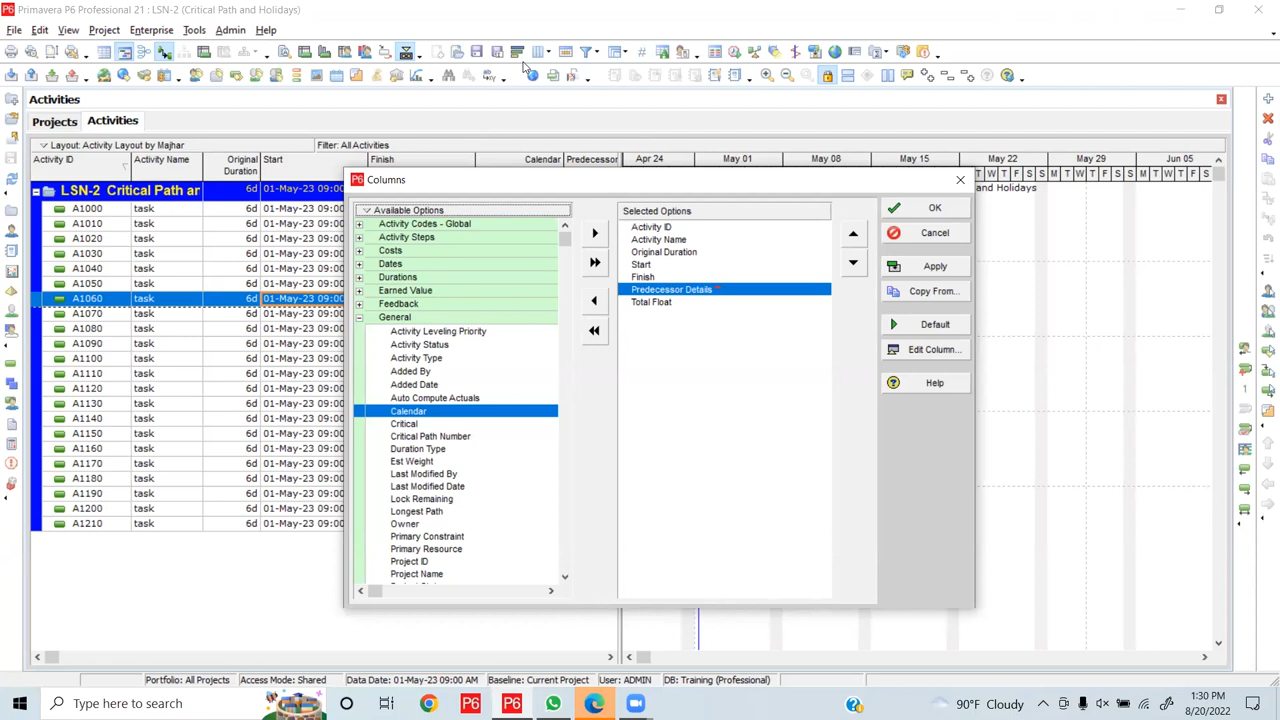 Primavera P6 Professional 21 : LSN-2 (Critical Path and Holidays)
File Edit View Project Enterprise Tools Admin Help
Activities
Projects Activities
Layout: Activity Layout by Majhar Filter: All Activities
Activity ID Activity Name Original Duration Start Finish Calendar Predecessor Apr 24 May 01 May 08 May 15 May 22 May 29 Jun 05
LSN-2 Critical Path ar 6d 01-May-23 09:00 and Holidays
A1000 task 6d 01-May-23 09:00
A1010 task 6d 01-May-23 09:00
A1020 task 6d 01-May-23 09:00
A1030 task 6d 01-May-23 09:00
A1040 task 6d 01-May-23 09:00
A1050 task 6d 01-May-23 09:00
A1060 task 6d 01-May-23 09:00
A1070 task 6d 01-May-23 09:00
A1080 task 6d 01-May-23 09:00
A1090 task 6d 01-May-23 09:00
A1100 task 6d 01-May-23 09:00
A1110 task 6d 01-May-23 09:00
A1120 task 6d 01-May-23 09:00
A1130 task 6d 01-May-23 09:00
A1140 task 6d 01-May-23 09:00
A1150 task 6d 01-May-23 09:00
A1160 task 6d 01-May-23 09:00
A1170 task 6d 01-May-23 09:00
A1180 task 6d 01-May-23 09:00
A1190 task 6d 01-May-23 09:00
A1200 task 6d 01-May-23 09:00
A1210 task 6d 01-May-23 09:00
Columns
Available Options
Activity Codes - Global
Activity Steps
Costs
Dates
Durations
Earned Value
Feedback
General
Activity Leveling Priority
Activity Status
Activity Type
Added By
Added Date
Auto Compute Actuals
Calendar
Critical
Critical Path Number
Duration Type
Est Weight
Last Modified By
Last Modified Date
Lock Remaining
Longest Path
Owner
Primary Constraint
Primary Resource
Project ID
Project Name
Selected Options
Activity ID
Activity Name
Original Duration
Start
Finish
Predecessor Details
Total Float
OK
Cancel
Apply
Copy From...
Default
Edit Column...
Help
Portfolio: All Projects Access Mode: Shared Data Date: 01-May-23 09:00 AM Baseline: Current Project User: ADMIN DB: Training (Professional)
Type here to search
90°F Cloudy
1:30 PM
8/20/2022